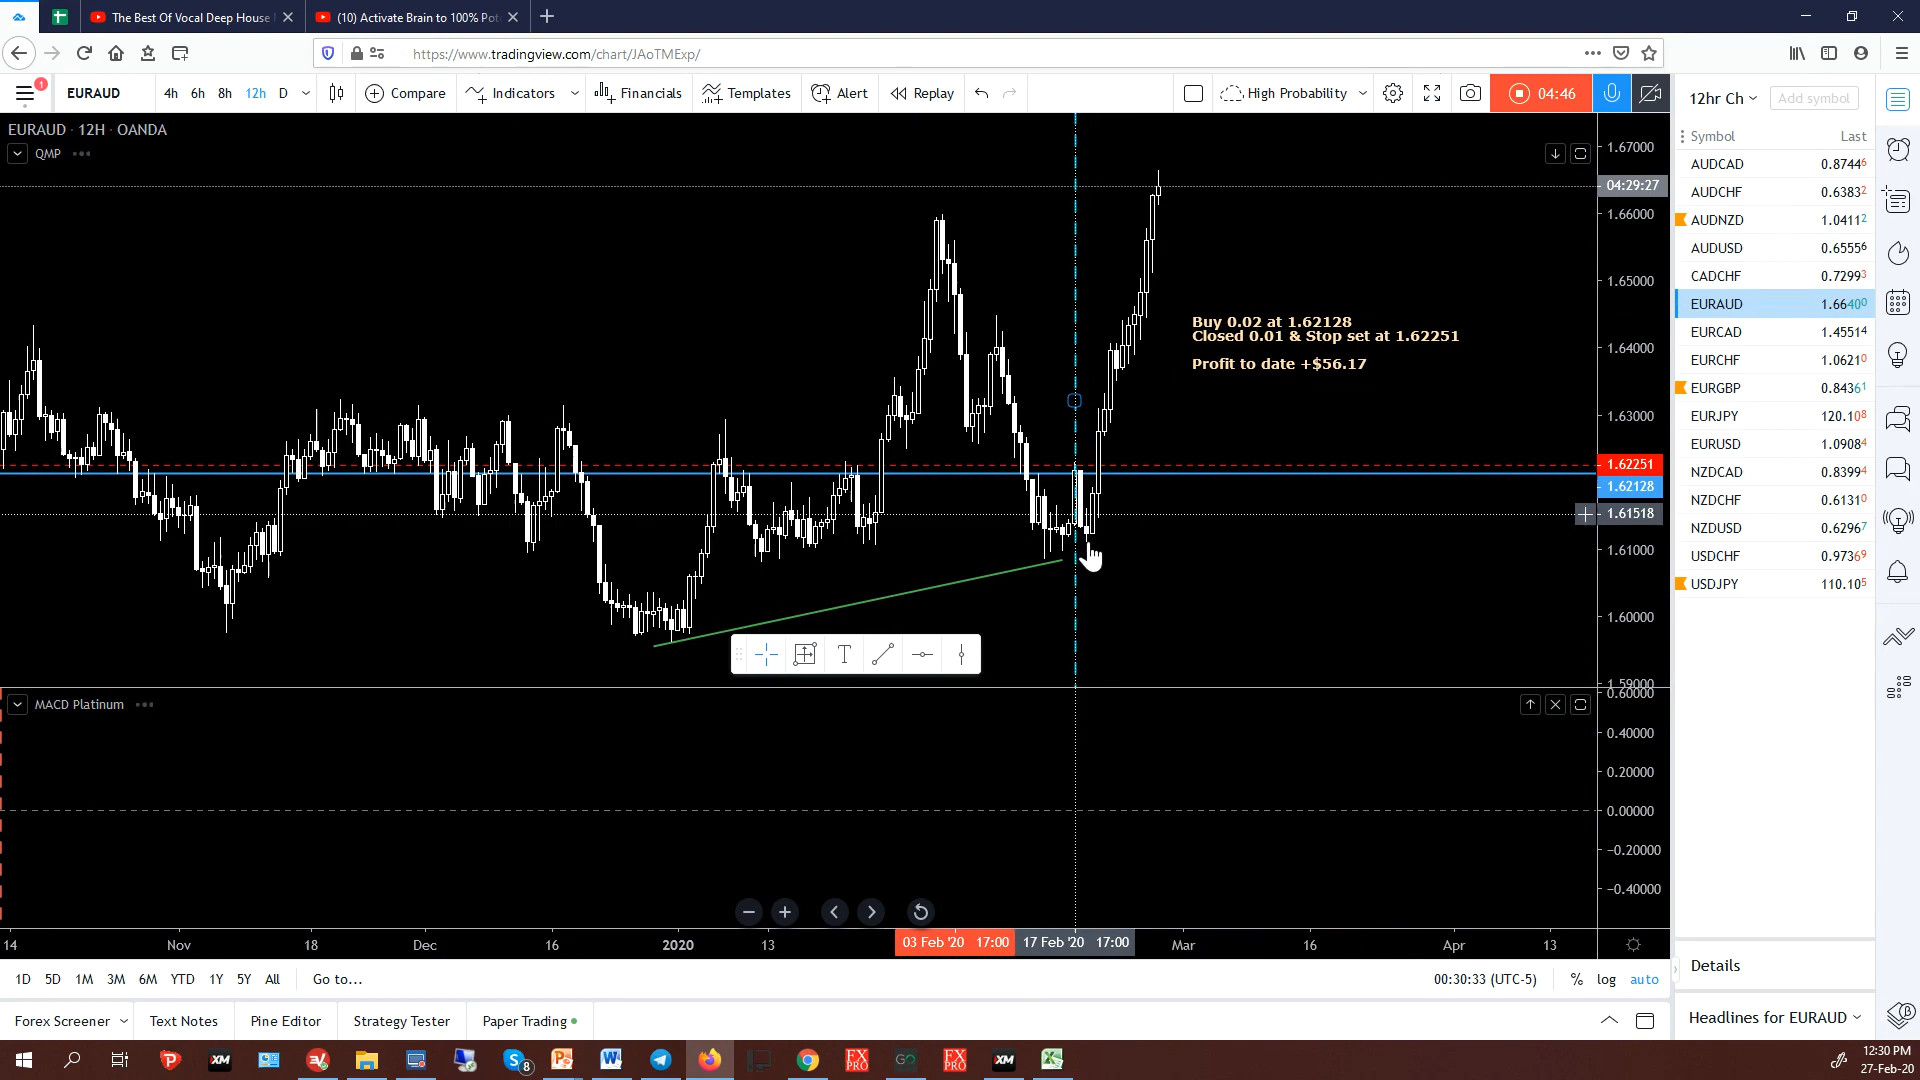 The Best Of Vocal Deep House
(10) Activate Brain to 100% Pot
https://www.tradingview.com/chart/JAoTMExp/
1
EURAUD
4h 6h 8h 12h D
Compare
Indicators
Financials
Templates
Alert
Replay
High Probability
04:46
12hr Ch
Add symbol
EURAUD · 12H · OANDA
QMP
Symbol Last
AUDCAD 0.87446
AUDCHF 0.63832
AUDNZD 1.04112
AUDUSD 0.65556
CADCHF 0.72993
EURAUD 1.66400
EURCAD 1.45514
EURCHF 1.06210
EURGBP 0.84361
EURJPY 120.108
EURUSD 1.09084
NZDCAD 0.83994
NZDCHF 0.61310
NZDUSD 0.62967
USDCHF 0.97369
USDJPY 110.105
1.67000
04:29:27
1.66000
1.65000
1.64000
1.63000
1.62251
1.62128
1.61518
1.61000
1.60000
1.59000
Buy 0.02 at 1.62128
Closed 0.01 & Stop set at 1.62251
Profit to date +$56.17
T
MACD Platinum
0.60000
0.40000
0.20000
0.00000
−0.20000
−0.40000
14 Nov 18 Dec 16 2020 13 03 Feb '20 17:00 17 Feb '20 17:00 Mar 16 Apr 13
1D 5D 1M 3M 6M YTD 1Y 5Y All Go to...
00:30:33 (UTC-5) % log auto
Details
Forex Screener Text Notes Pine Editor Strategy Tester Paper Trading
Headlines for EURAUD
XM
8
FX
PRO
GO
FX
PRO
XM
12:30 PM
27-Feb-20